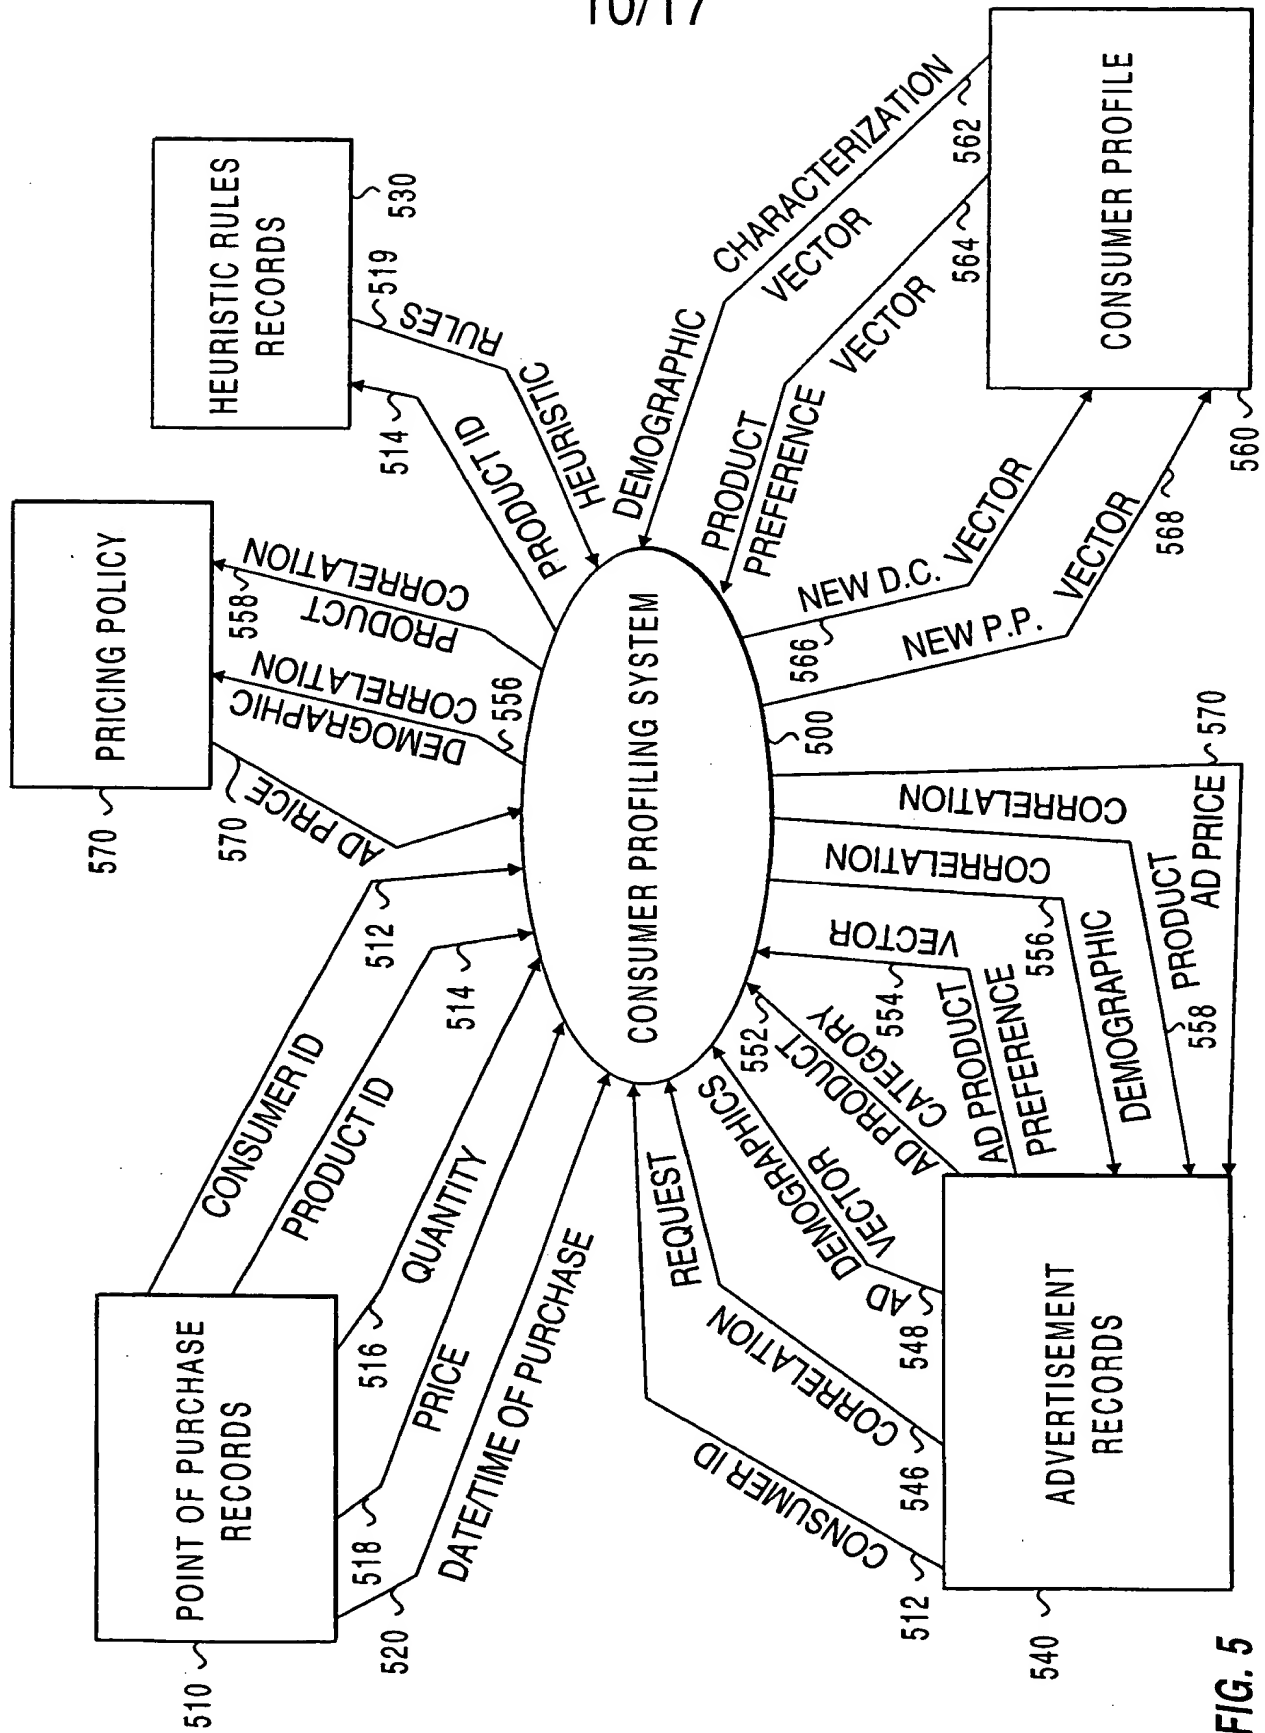 10/17
POINT OF PURCHASE
RECORDS
510
CONSUMER ID
512
PRODUCT ID
514
QUANTITY
516
PRICE
518
DATE/TIME OF PURCHASE
520
PRICING POLICY
570
AD PRICE
570
DEMOGRAPHIC
CORRELATION
556
PRODUCT
CORRELATION
558
HEURISTIC RULES
RECORDS
530
PRODUCT ID
514
HEURISTIC
RULES
519
CONSUMER PROFILING SYSTEM
500
DEMOGRAPHIC
CHARACTERIZATION
VECTOR
562
PRODUCT
PREFERENCE
VECTOR
564
NEW D.C.
VECTOR
566
NEW P.P.
VECTOR
568
CONSUMER PROFILE
560
ADVERTISEMENT
RECORDS
540
CONSUMER ID
512
CORRELATION
REQUEST
546
AD
DEMOGRAPHICS
VECTOR
548
AD PRODUCT
CATEGORY
552
AD PRODUCT
PREFERENCE
VECTOR
554
DEMOGRAPHIC
CORRELATION
556
PRODUCT
CORRELATION
558
AD PRICE
570
FIG. 5